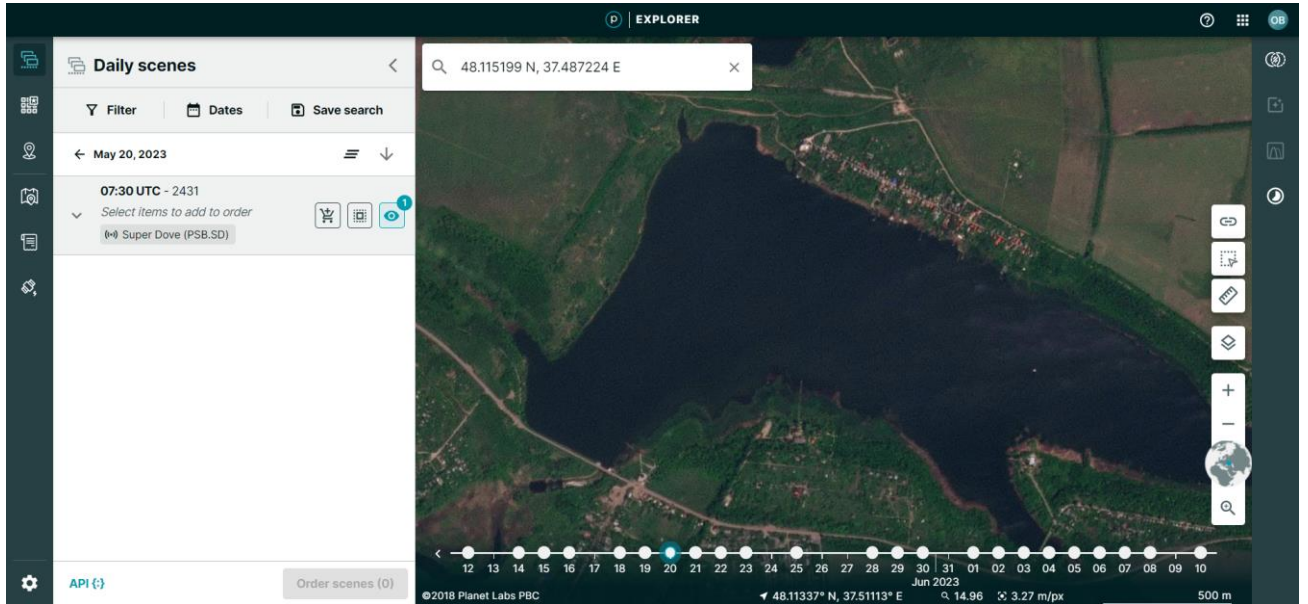 EXPLORER
OB
Daily scenes
48.115199 N, 37.487224 E
Filter
Dates
Save search
May 20, 2023
07:30 UTC - 2431
1
Select items to add to order
Super Dove (PSB.SD)
12 13 14 15 16 17 18 19 20 21 22 23 24 25 26 27 28 29 30 31 01 02 03 04 05 06 07 08 09 10
Jun 2023
API {:}
Order scenes (0)
©2018 Planet Labs PBC
48.11337° N, 37.51113° E
14.96
3.27 m/px
500 m